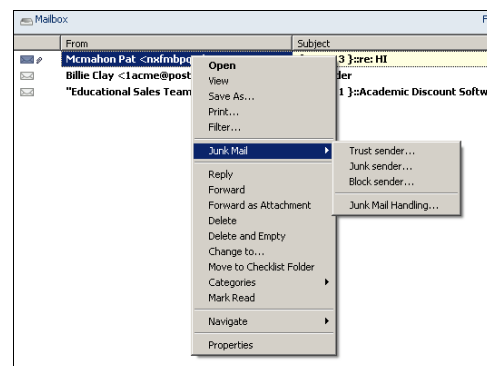 Mailbox
F
From
Subject
Mcmahon Pat <nxfmbpo
3 }::re: HI
Billie Clay <1acme@post
der
"Educational Sales Team
1 }::Academic Discount Softw
Open
View
Save As...
Print...
Filter...
Junk Mail
Trust sender...
Junk sender...
Block sender...
Junk Mail Handling...
Reply
Forward
Forward as Attachment
Delete
Delete and Empty
Change to...
Move to Checklist Folder
Categories
Mark Read
Navigate
Properties